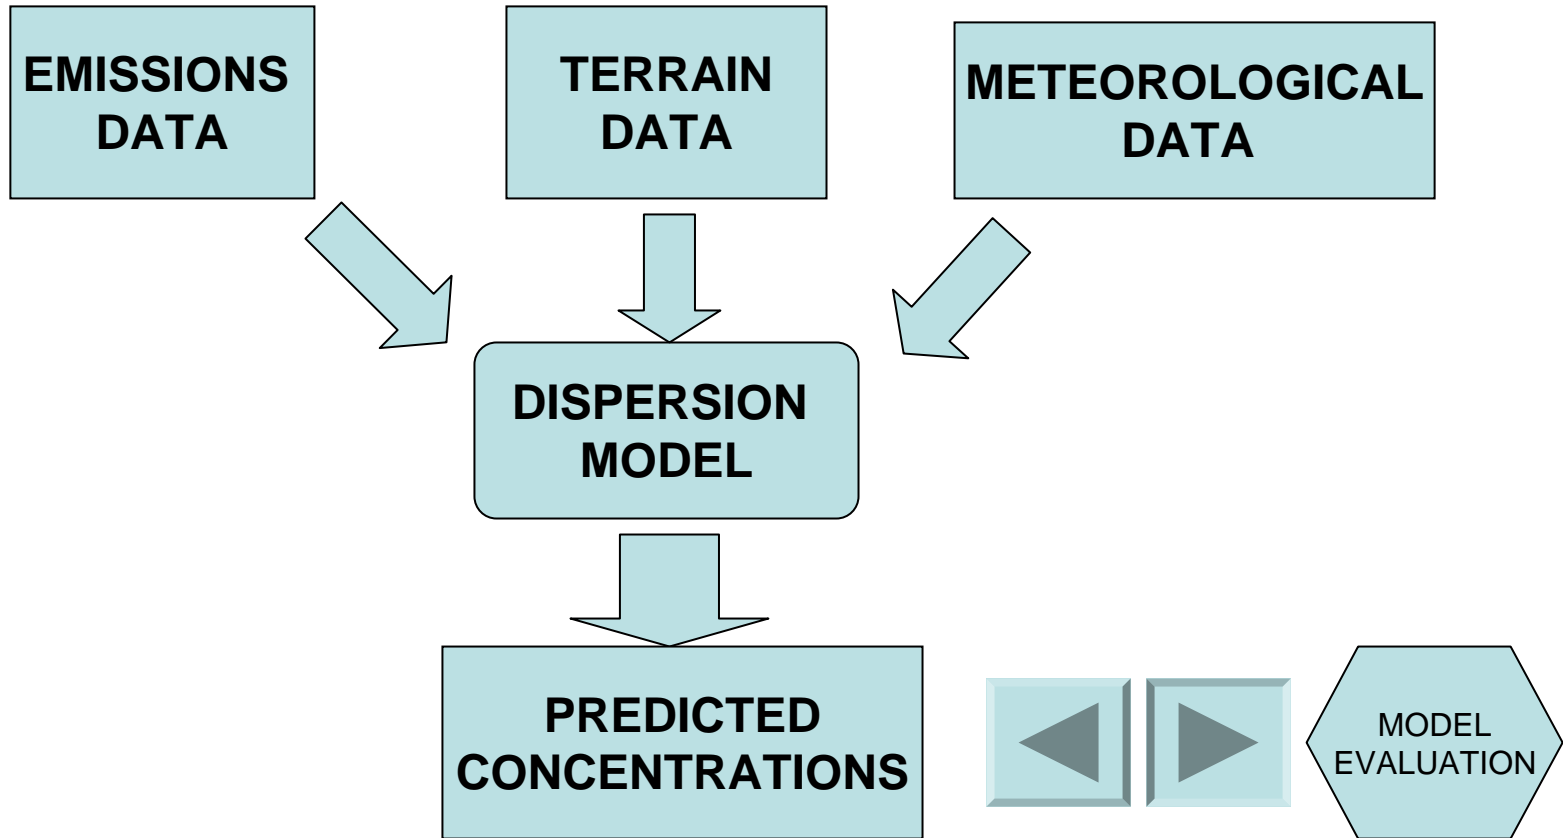 EMISSIONS
DATA
TERRAIN
DATA
METEOROLOGICAL
DATA
DISPERSION
MODEL
PREDICTED
CONCENTRATIONS
MODEL
EVALUATION